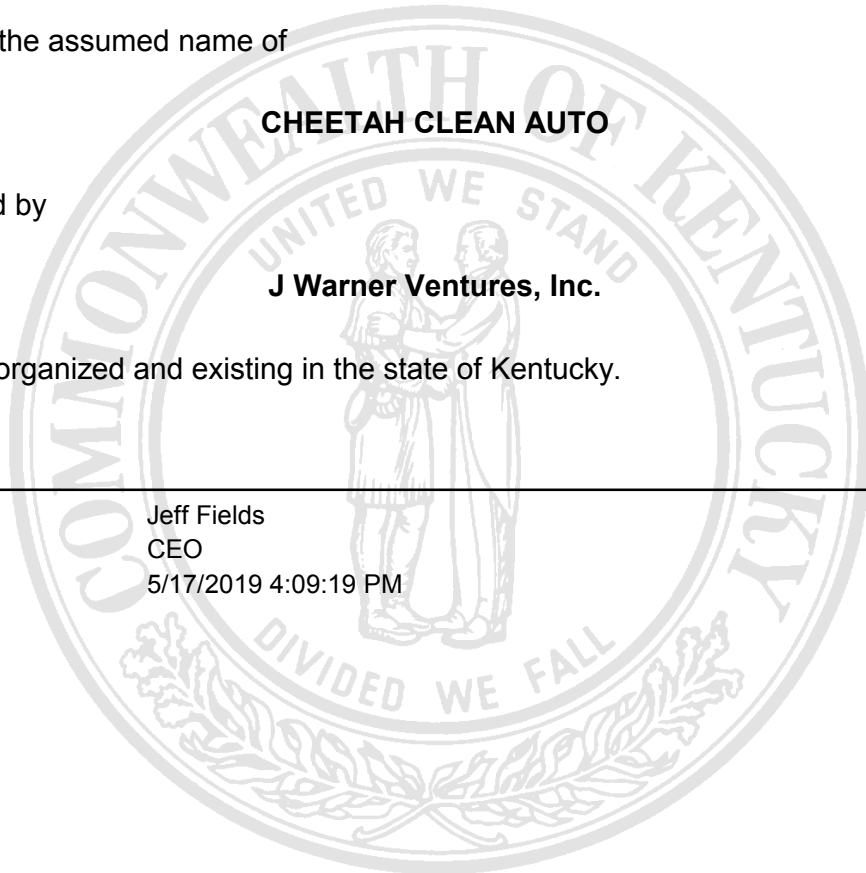 the assumed name of
CHEETAH CLEAN AUTO
d by
J Warner Ventures, Inc.
organized and existing in the state of Kentucky.
Jeff Fields
CEO
5/17/2019 4:09:19 PM
COMMONWEALTH OF KENTUCKY
UNITED WE STAND
DIVIDED WE FALL